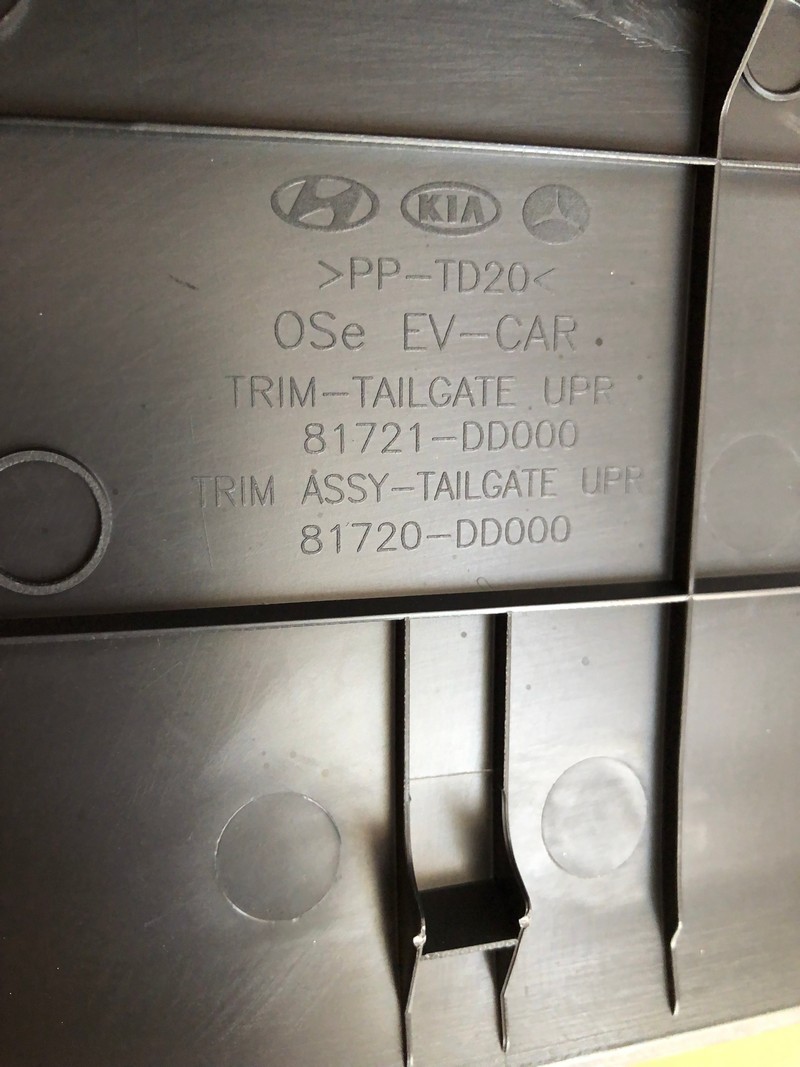 KIA
>PP-TD20<
OSe EV-CAR
TRIM-TAILGATE UPR
81721-DD000
TRIM ASSY-TAILGATE UPR
81720-DD000